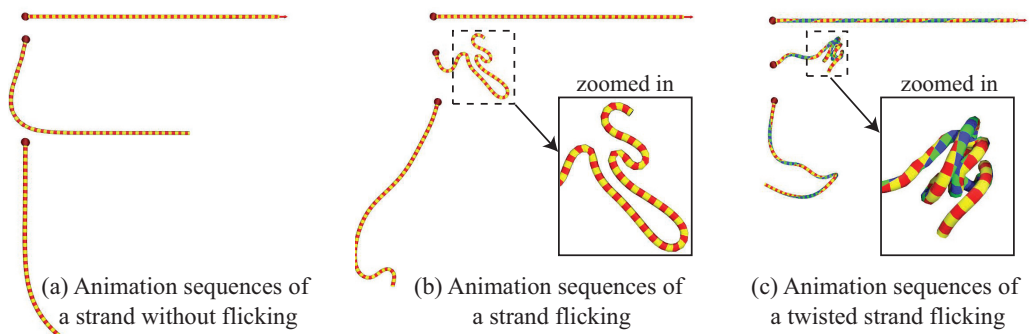 zoomed in
zoomed in
(a) Animation sequences of
a strand without flicking
(b) Animation sequences of
a strand flicking
(c) Animation sequences of
a twisted strand flicking